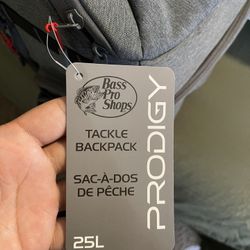 Bass
Pro
Shops
TACKLE
BACKPACK
SAC-À-DOS
DE PÊCHE
25L
PRODIGY